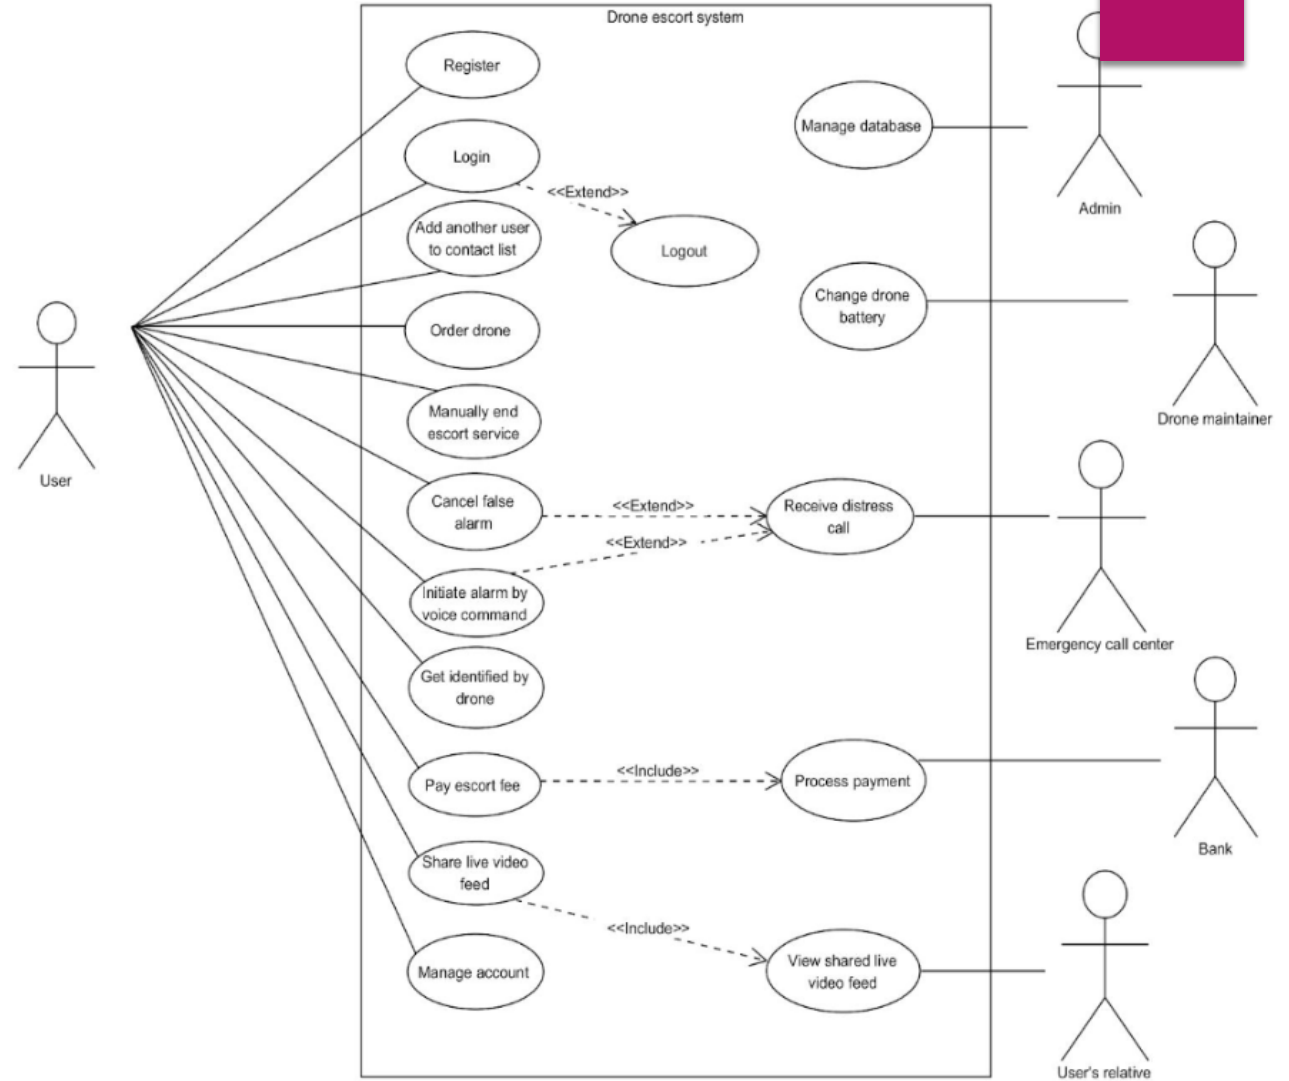 Drone escort system
Register
Login
<<Extend>>
Add another user
to contact list
Logout
Order drone
Manually end
escort service
Cancel false
alarm
<<Extend>>
<<Extend>>
Initiate alarm by
voice command
Get identified by
drone
Pay escort fee
<<Include>>
Share live video
feed
<<Include>>
Manage account
Manage database
Change drone
battery
Receive distress
call
Process payment
View shared live
video feed
User
Admin
Drone maintainer
Emergency call center
Bank
User's relative